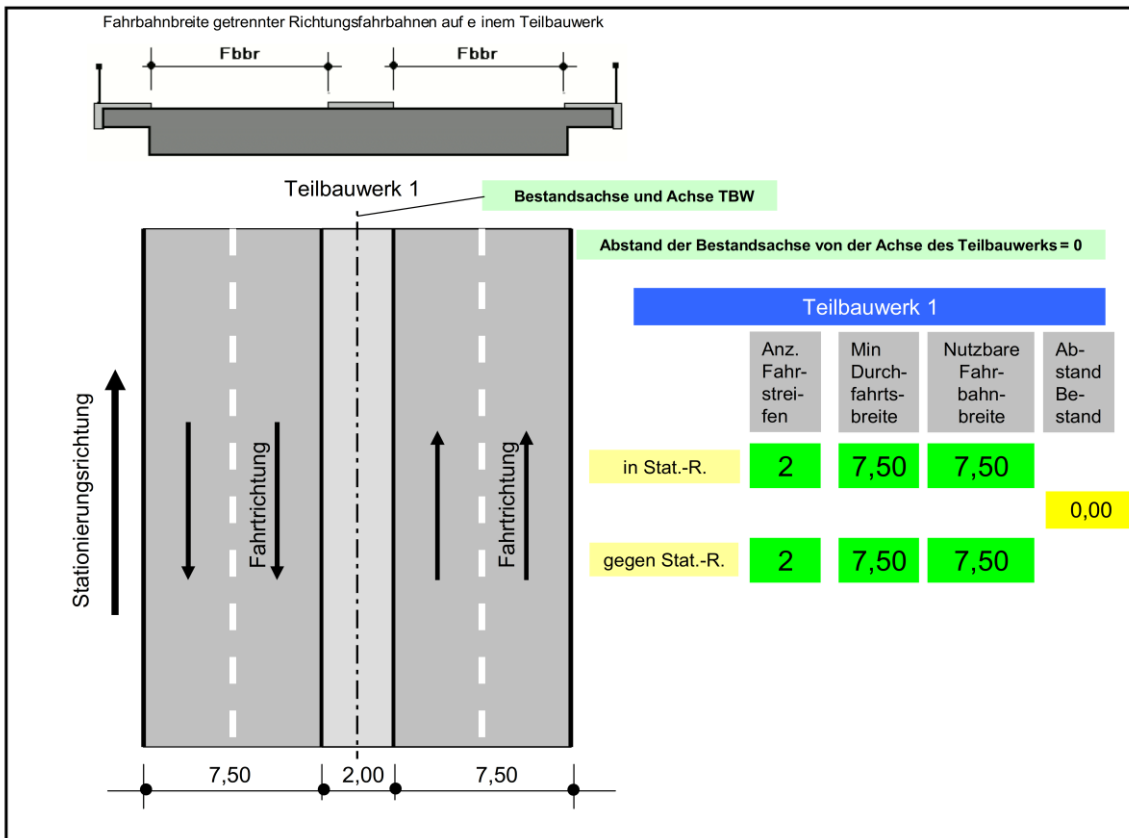 Fahrbahnbreite getrennter Richtungsfahrbahnen auf e inem Teilbauwerk
Fbbr Fbbr
Teilbauwerk 1
Bestandsachse und Achse TBW
Abstand der Bestandsachse von der Achse des Teilbauwerks = 0
Teilbauwerk 1
Anz.
Fahr-
strei-
fen
Min
Durch-
fahrts-
breite
Nutzbare
Fahr-
bahn-
breite
Ab-
stand
Be-
stand
in Stat.-R. 2 7,50 7,50
0,00
gegen Stat.-R. 2 7,50 7,50
Stationierungsrichtung
Fahrtrichtung
Fahrtrichtung
7,50 2,00 7,50